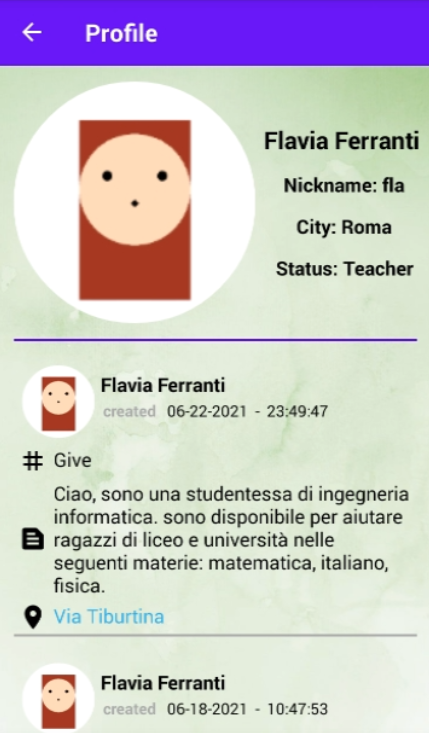 Profile
Flavia Ferranti
Nickname: fla
City: Roma
Status: Teacher
Flavia Ferranti
created 06-22-2021 - 23:49:47
Give
Ciao, sono una studentessa di ingegneria
informatica. sono disponibile per aiutare
ragazzi di liceo e università nelle
seguenti materie: matematica, italiano,
fisica.
Via Tiburtina
Flavia Ferranti
created 06-18-2021 - 10:47:53